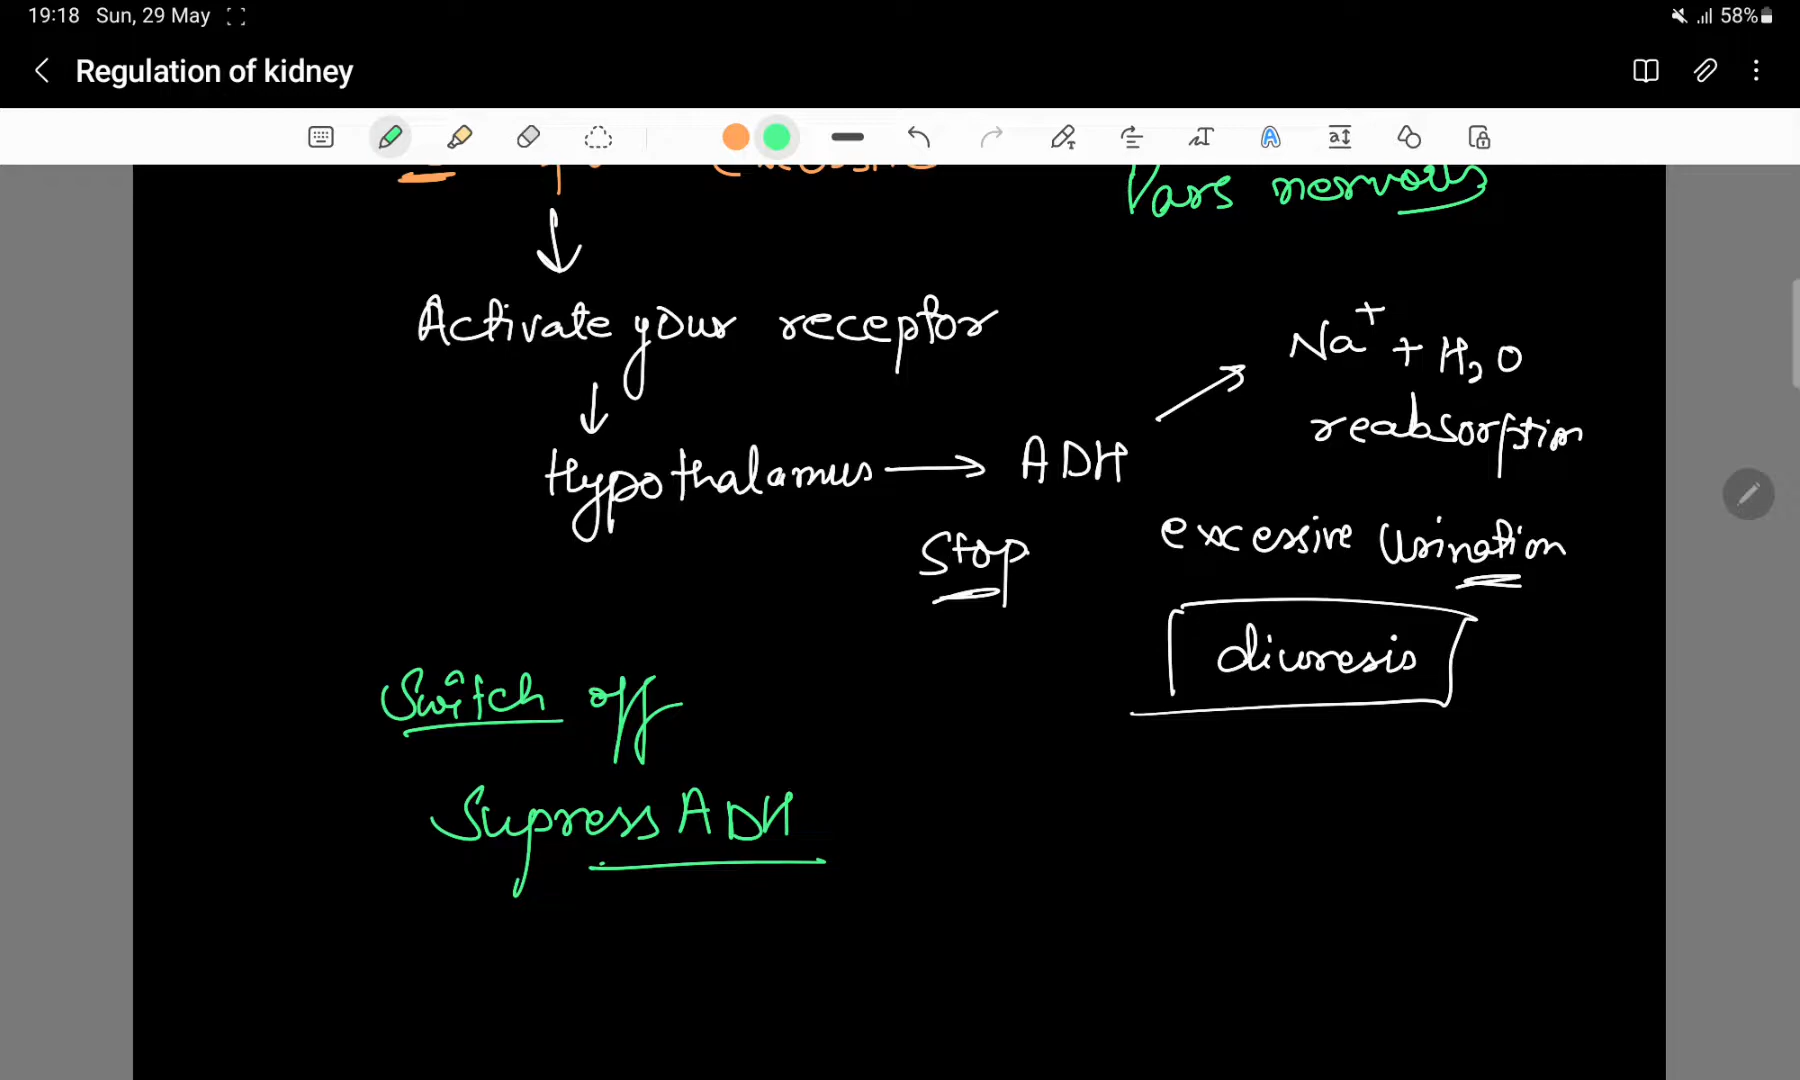 19:18 Sun, 29 May 58%
Regulation of kidney
Pars nervosa
Activate your receptor
Na+ + H2O
reabsorption
Hypothalamus → ADH
Stop
excessive Urination
diuresis
Switch off
Supress ADH